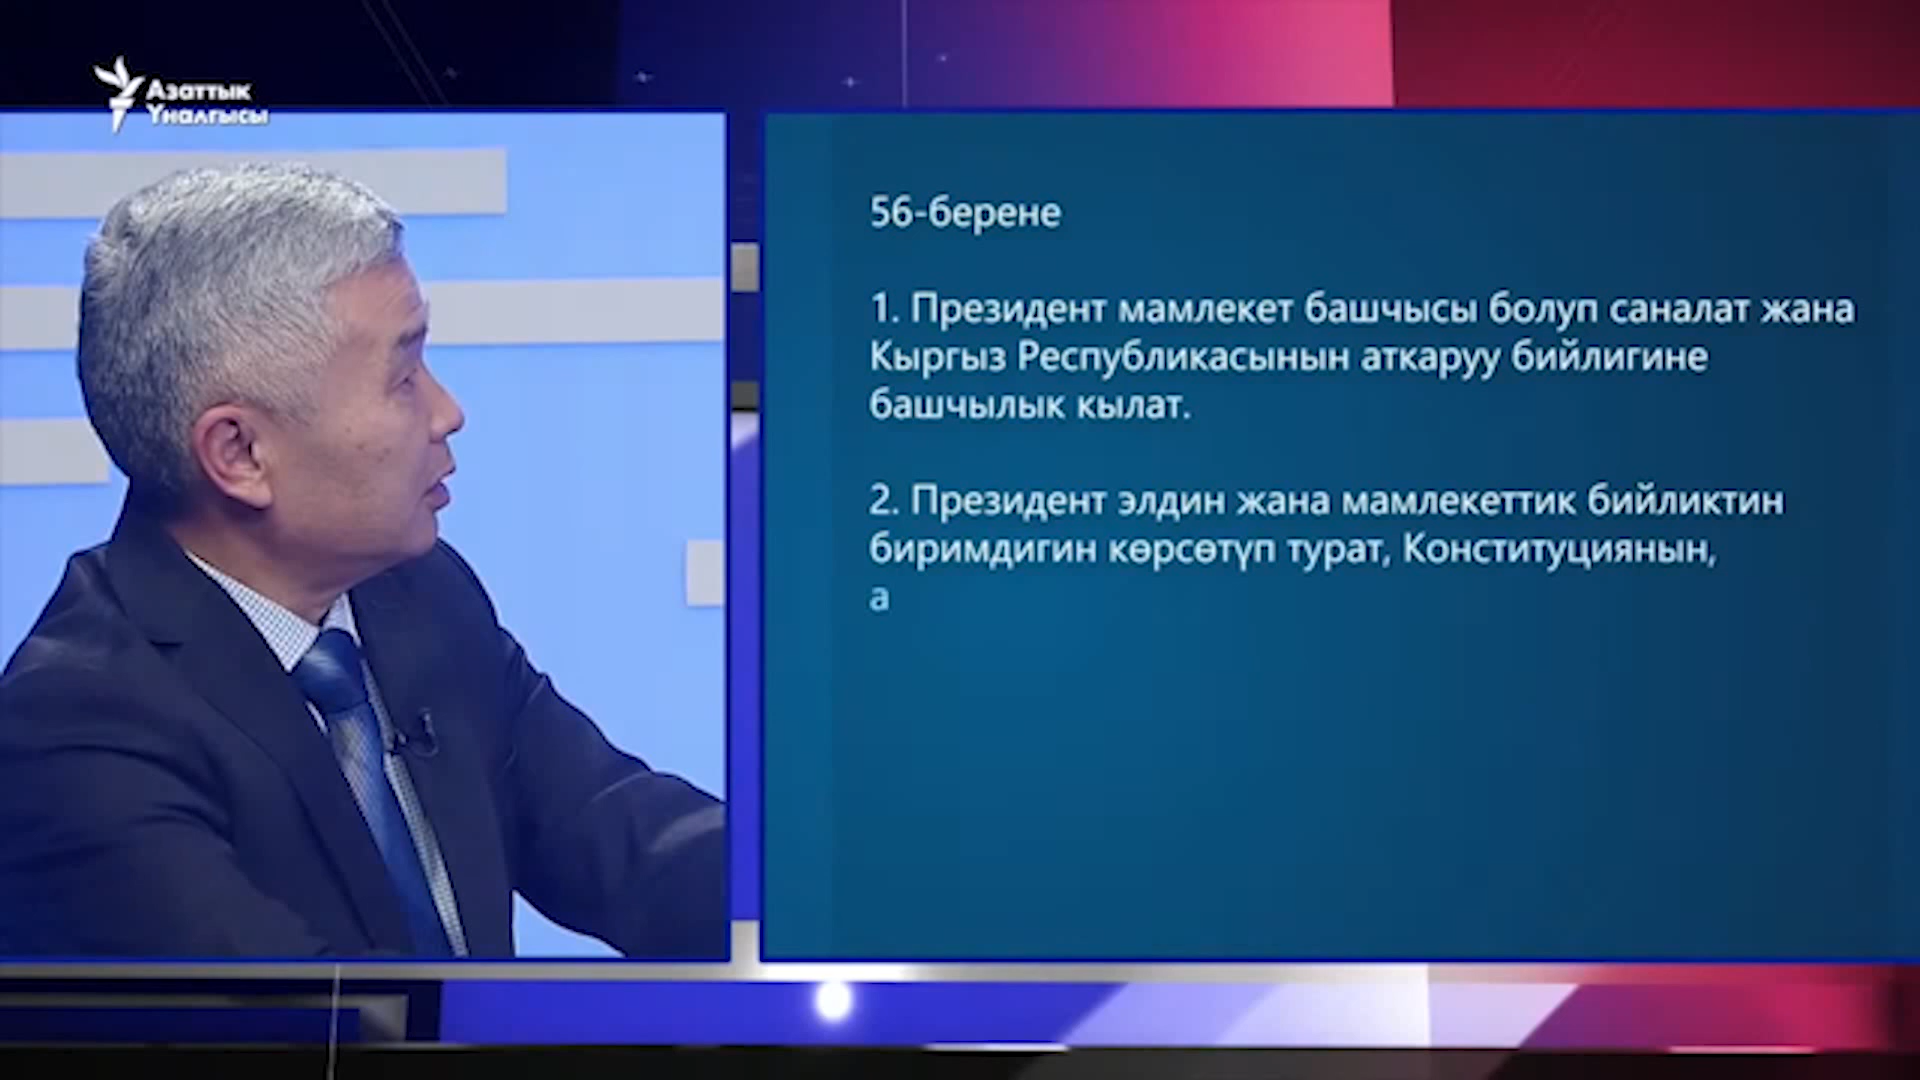 Азаттык
Үналгысы
56-берене
1. Президент мамлекет башчысы болуп саналат жана
Кыргыз Республикасынын аткаруу бийлигине
башчылык кылат.
2. Президент элдин жана мамлекеттик бийликтин
биримдигин көрсөтүп турат, Конституциянын,
а